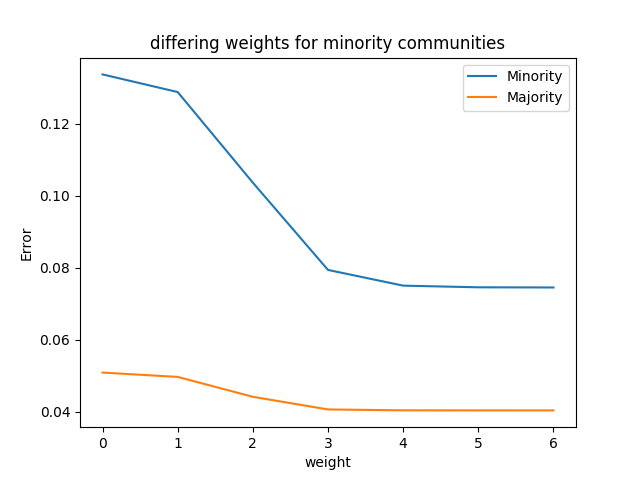 differing weights for minority communities
Minority
Majority
Error
0.12
0.10
0.08
0.06
0.04
0 1 2 3 4 5 6
weight